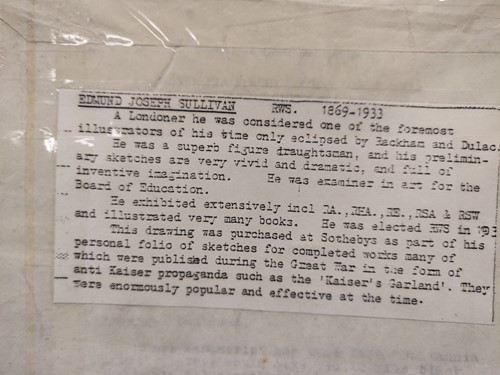 EDMUND JOSEPH SULLIVAN RWS. 1869-1933
A Londoner he was considered one of the foremost
illustrators of his time only eclipsed by Rackham and Dulac.
He was a superb figure draughtsman, and his prelimin-
ary sketches are very vivid and dramatic, and full of
inventive imagination. He was examiner in art for the
Board of Education.
He exhibited extensively incl RA., RHA., RE., RSA & RSW
and illustrated very many books. He was elected RWS in 193
This drawing was purchased at Sothebys as part of his
personal folio of sketches for completed works many of
which were published during the Great War in the form of
anti Kaiser propaganda such as the 'Kaiser's Garland'. They
were enormously popular and effective at the time.